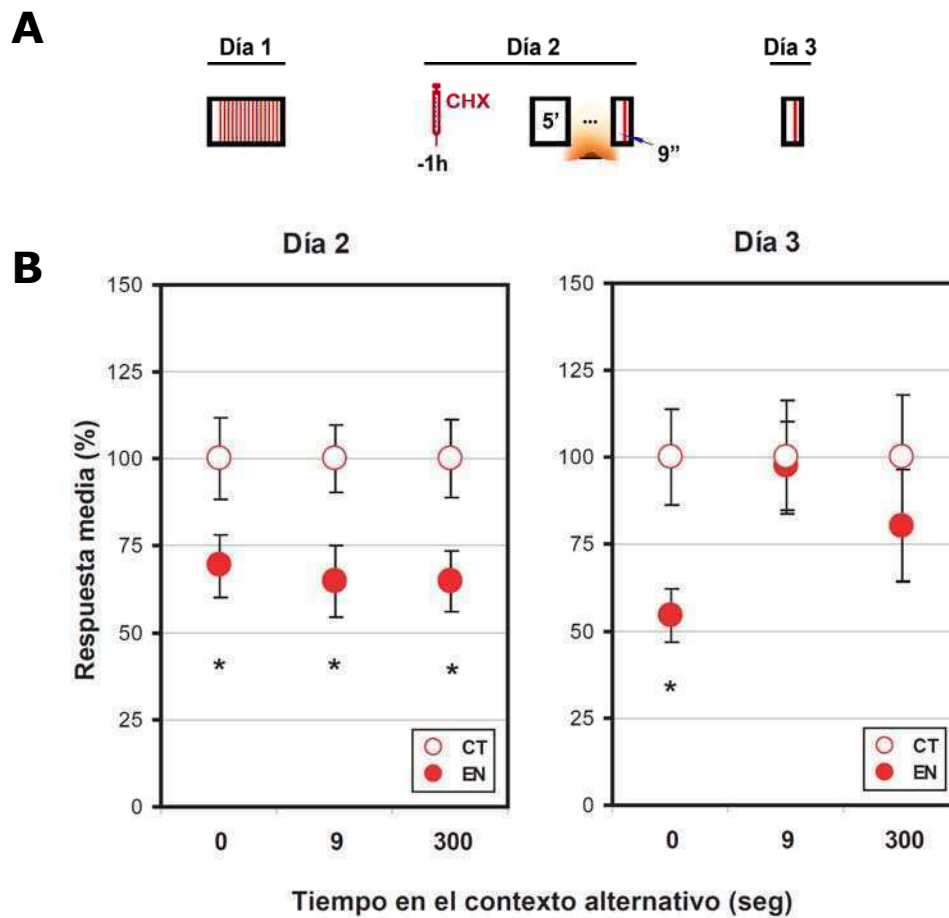 A
Día 1
Día 2
Día 3
CHX
-1h
5'
...
9”
B
Día 2
Día 3
Respuesta media (%)
150
125
100
75
50
25
0
*
*
*
CT
EN
0
9
300
150
125
100
75
50
25
0
*
CT
EN
0
9
300
Tiempo en el contexto alternativo (seg)